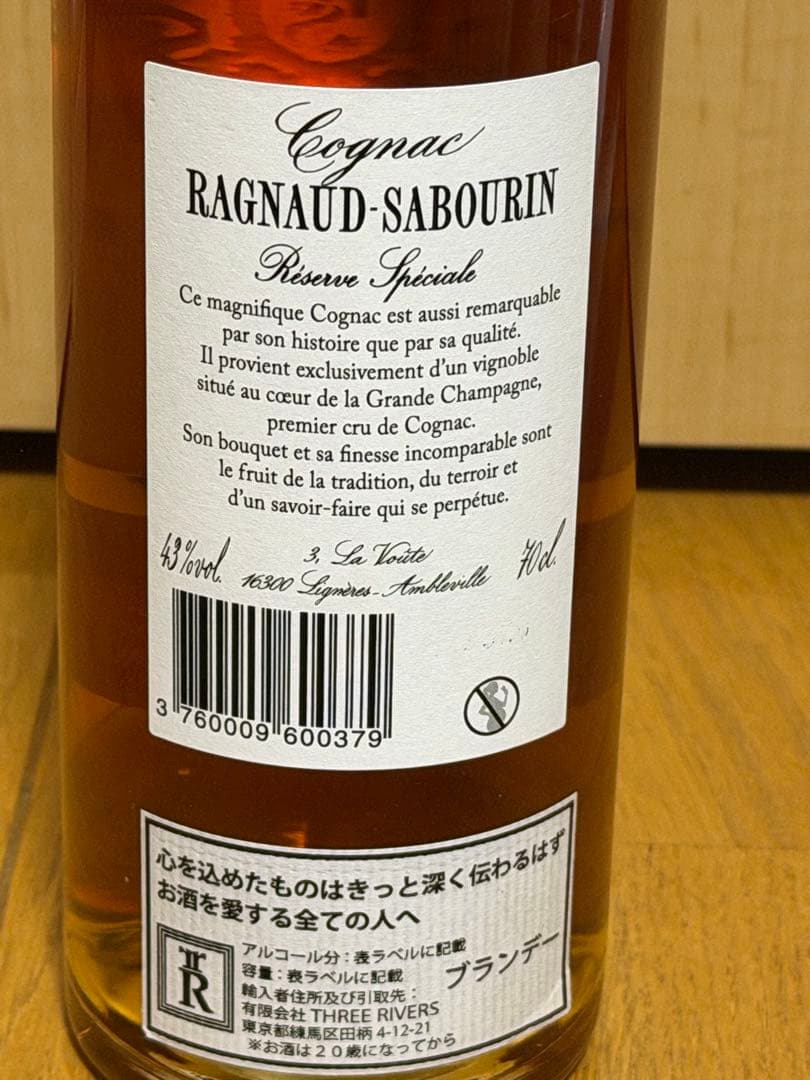 Cognac
RAGNAUD-SABOURIN
Réserve Spéciale
Ce magnifique Cognac est aussi remarquable
par son histoire que par sa qualité.
Il provient exclusivement d'un vignoble
situé au cœur de la Grande Champagne,
premier cru de Cognac.
Son bouquet et sa finesse incomparable sont
le fruit de la tradition, du terroir et
d'un savoir-faire qui se perpétue.
43%vol.
3, La Voûte
16300 Lignères-Ambleville
70cl.
3 760009 600379
心を込めたものはきっと深く伝わるはず
お酒を愛する全ての人へ
アルコール分：表ラベルに記載
容量：表ラベルに記載
ブランデー
輸入者住所及び引取先：
有限会社 THREE RIVERS
東京都練馬区田柄 4-12-21
※お酒は２０歳になってから
TR